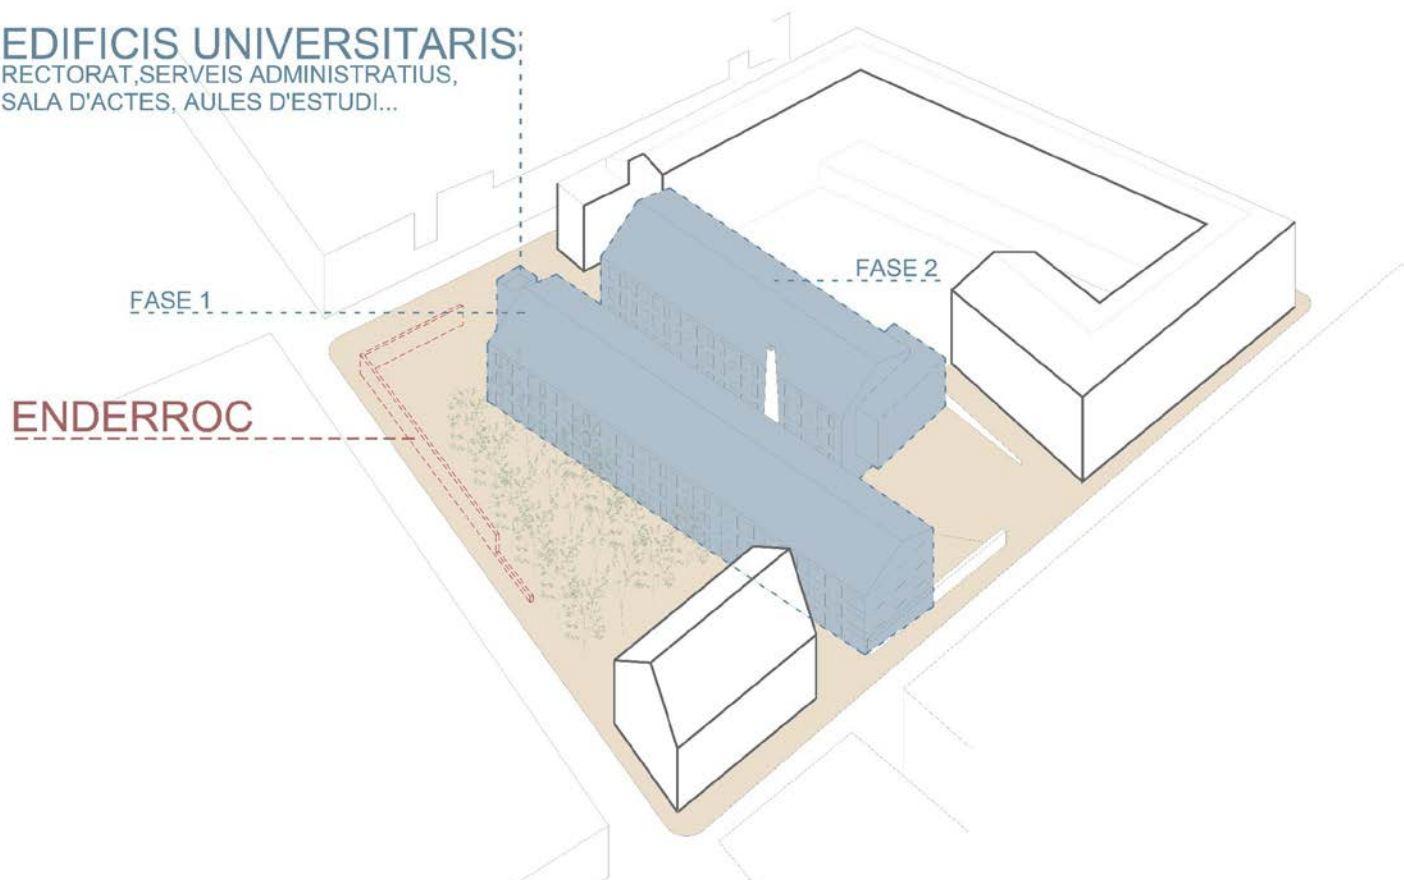 EDIFICIS UNIVERSITARIS
RECTORAT,SERVEIS ADMINISTRATIUS,
SALA D'ACTES, AULES D'ESTUDI...
FASE 2
FASE 1
ENDERROC